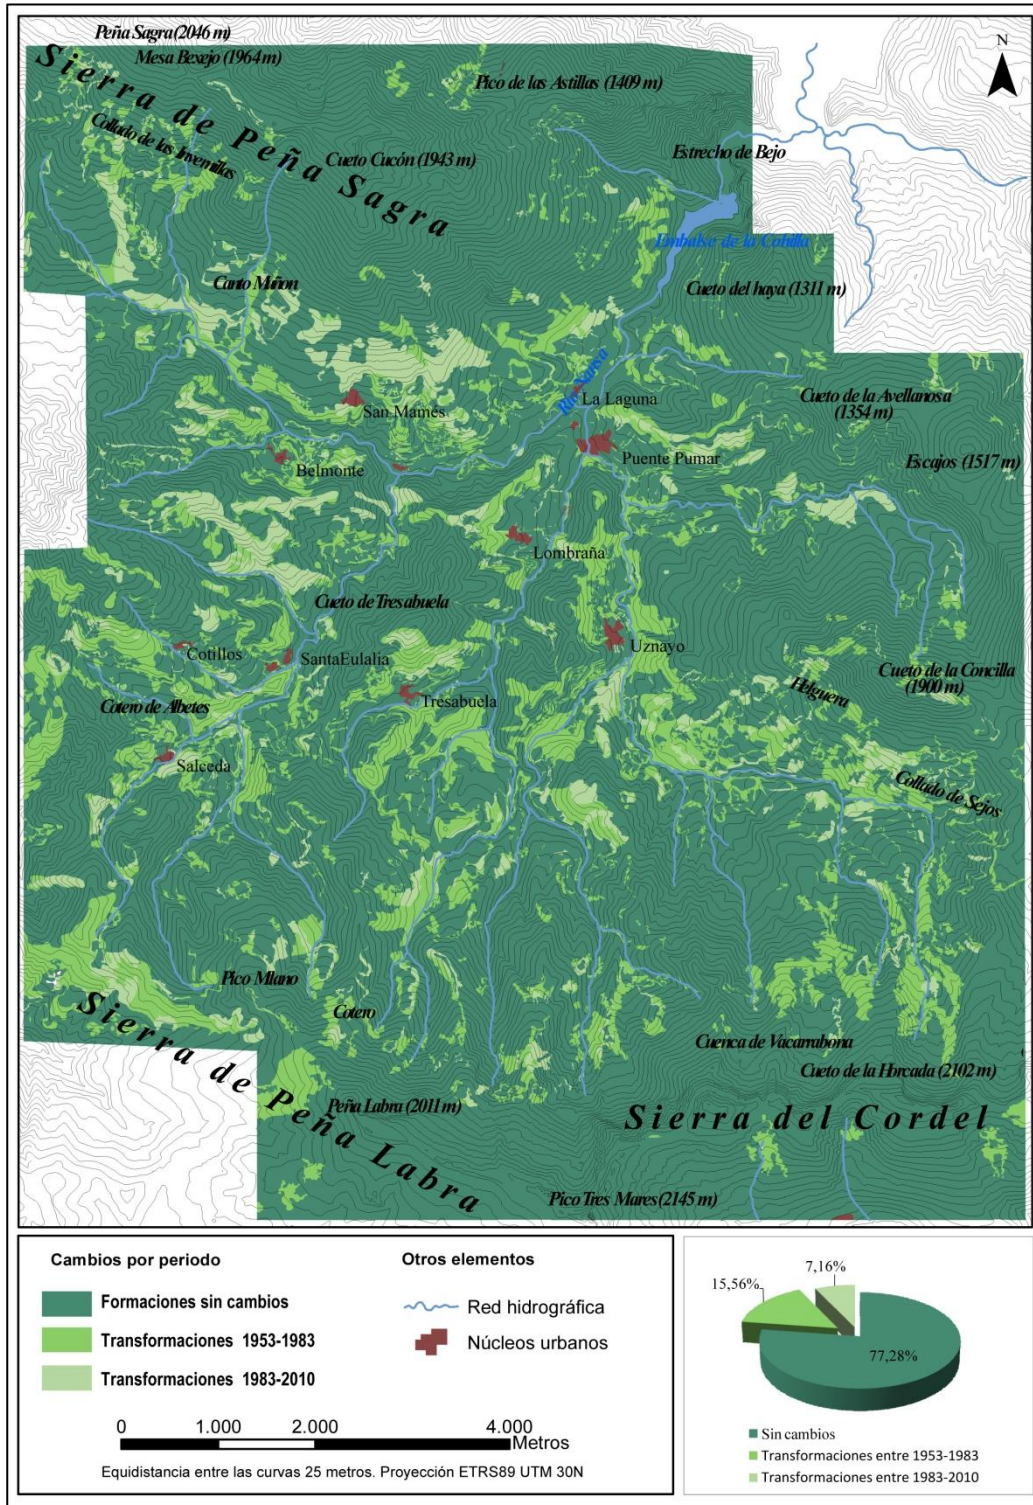 Peña Sagra (2046 m)
Mesa Bexejo (1964 m)
Sierra de Peña Sagra
Pico de las Astillas (1409 m)
N
Collado de las Invernillas
Cueto Cucón (1943 m)
Estrecho de Bejo
Embalse de la Cohilla
Canto Muñon
Cueto del haya (1311 m)
Río Nansa
San Mamés
La Laguna
Cueto de la Avellanosa
(1354 m)
Belmonte
Puente Pumar
Escajos (1517 m)
Lombraña
Cueto de Tresabuela
Cotillos
SantaEulalia
Uznayo
Cueto de la Concilla
(1900 m)
Helguera
Cotero de Albetes
Tresabuela
Salceda
Collado de Sejos
Pico Milano
Cotero
Sierra de Peña Labra
Cuenca de Vacarrabona
Cueto de la Horcada (2102 m)
Peña Labra (2011 m)
Sierra del Cordel
Pico Tres Mares (2145 m)
Cambios por periodo
Formaciones sin cambios
Transformaciones 1953-1983
Transformaciones 1983-2010
Otros elementos
Red hidrográfica
Núcleos urbanos
0 1.000 2.000 4.000
Metros
Equidistancia entre las curvas 25 metros. Proyección ETRS89 UTM 30N
7,16%
15,56%
77,28%
Sin cambios
Transformaciones entre 1953-1983
Transformaciones entre 1983-2010